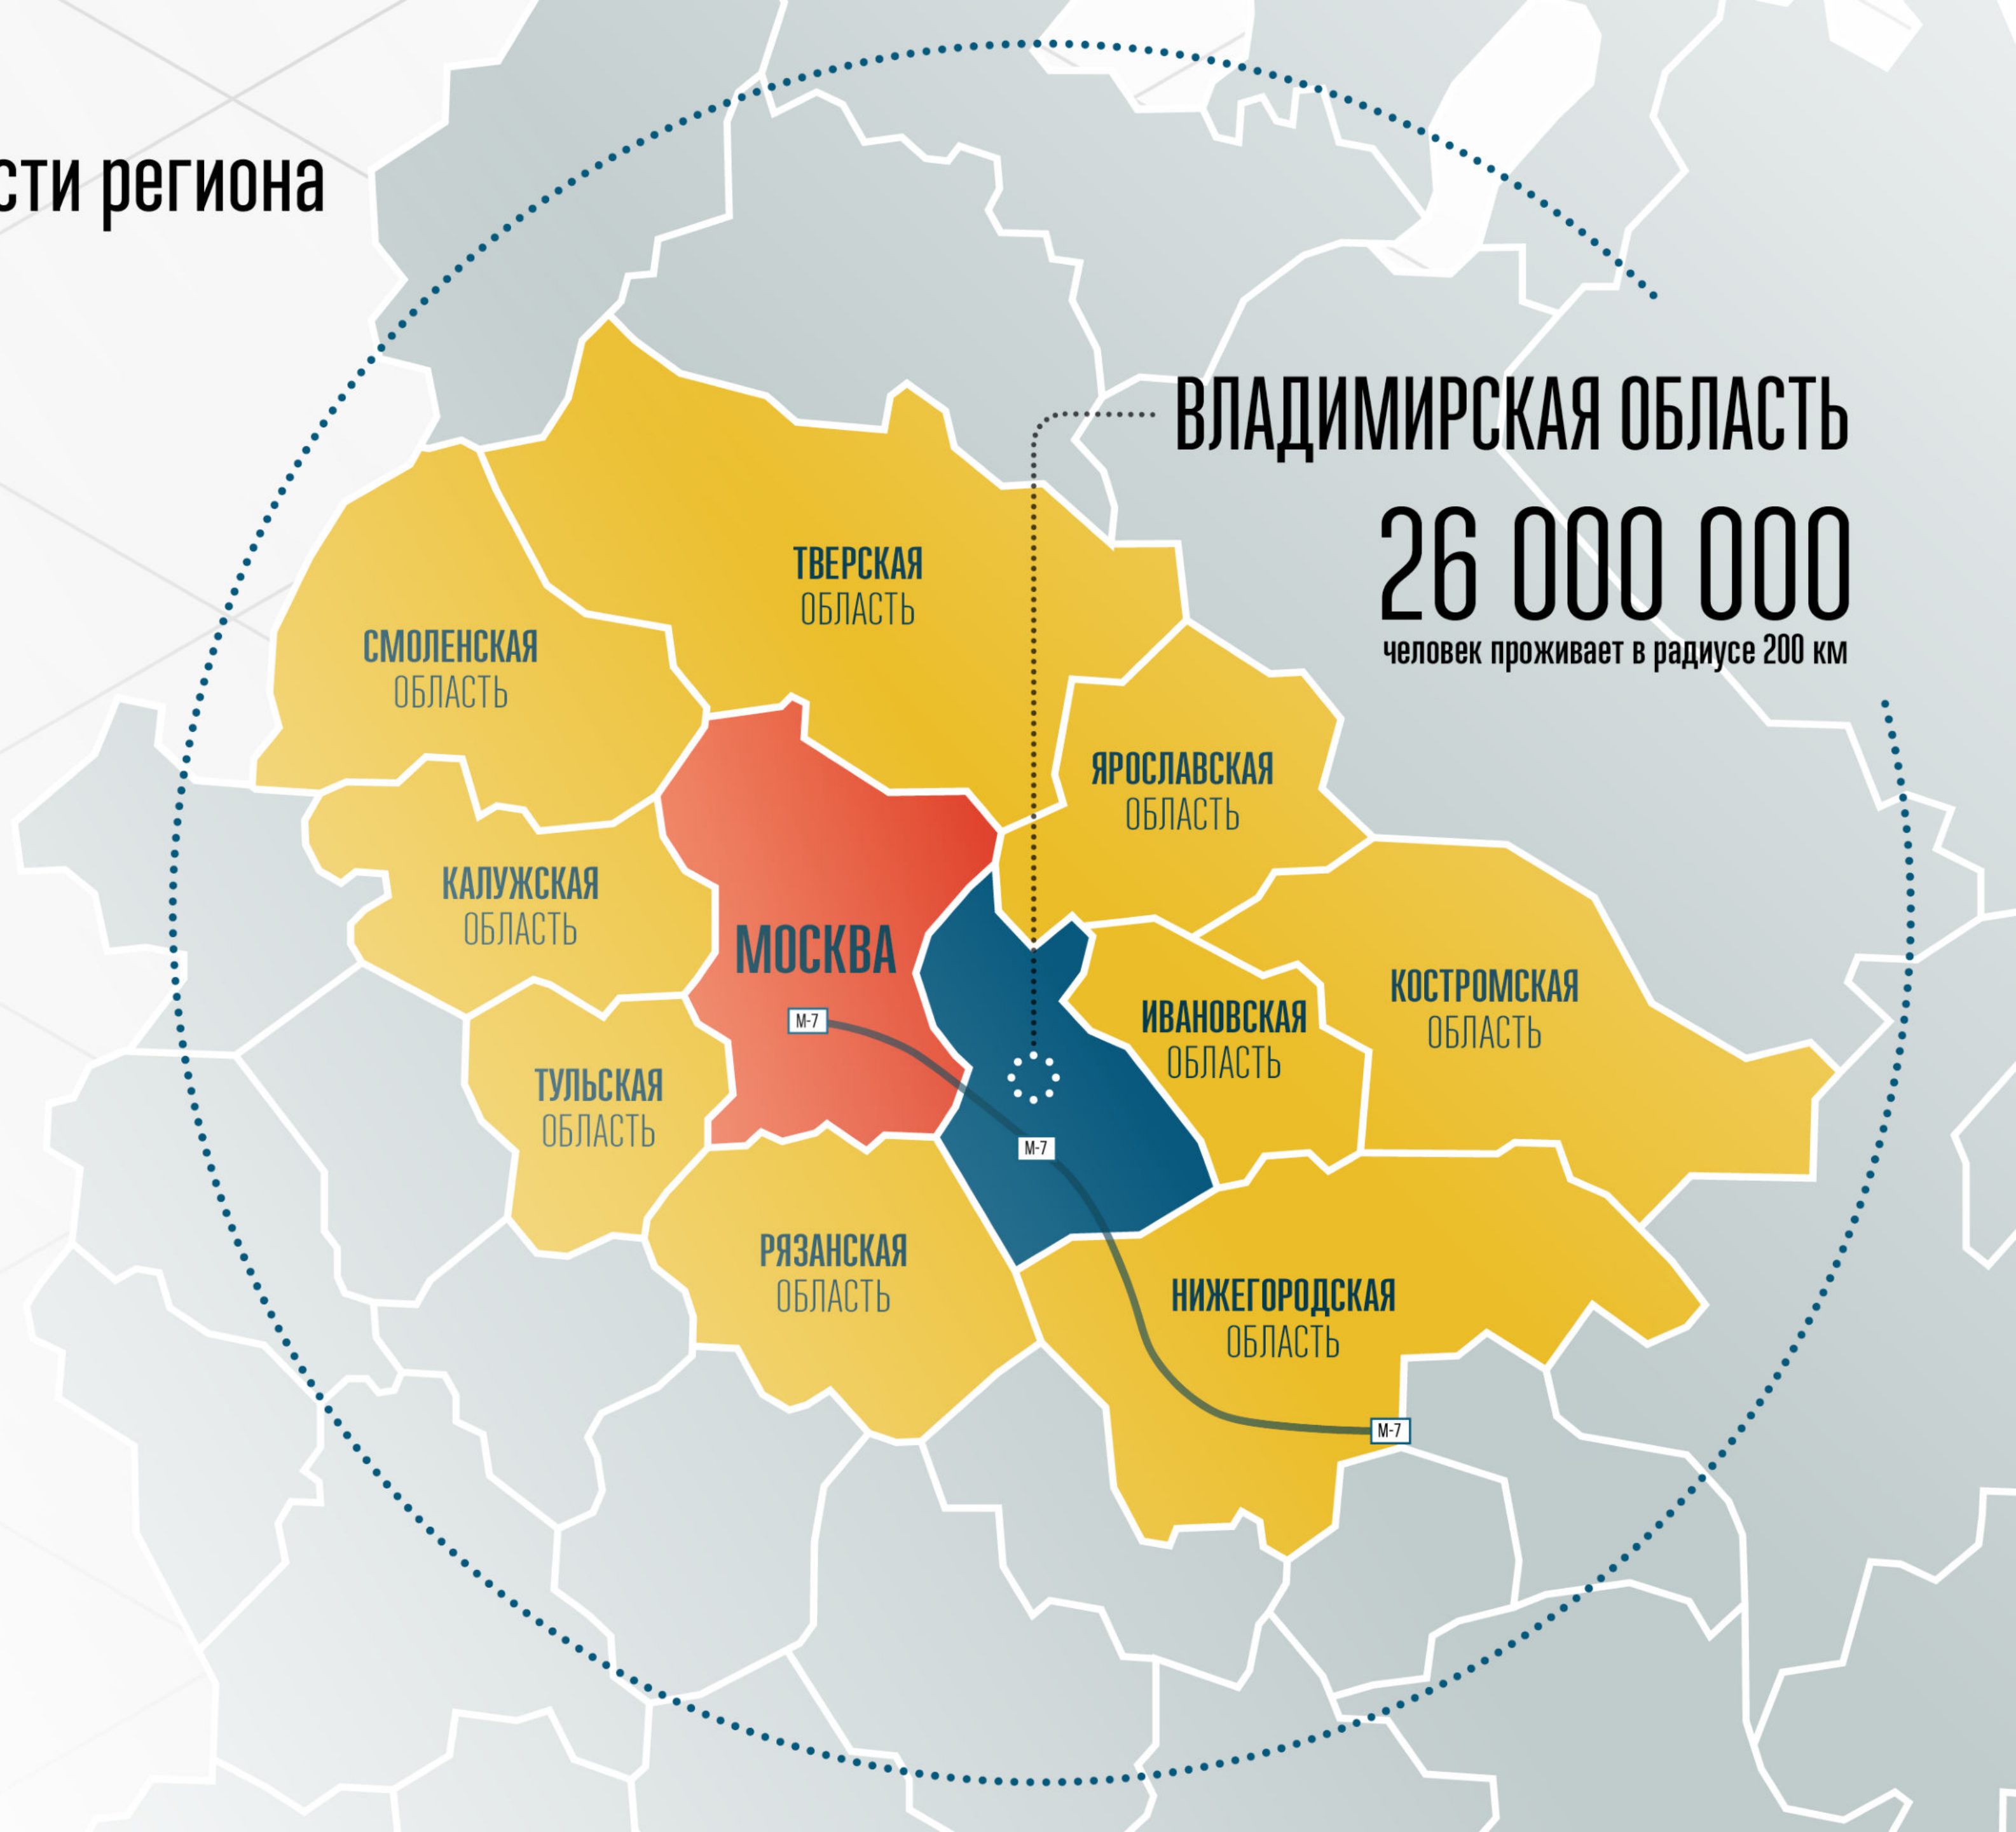 сти региона
ВЛАДИМИРСКАЯ ОБЛАСТЬ
26 000 000
человек проживает в радиусе 200 км
ТВЕРСКАЯ
ОБЛАСТЬ
СМОЛЕНСКАЯ
ОБЛАСТЬ
ЯРОСЛАВСКАЯ
ОБЛАСТЬ
КАЛУЖСКАЯ
ОБЛАСТЬ
МОСКВА
М-7
КОСТРОМСКАЯ
ОБЛАСТЬ
ИВАНОВСКАЯ
ОБЛАСТЬ
ТУЛЬСКАЯ
ОБЛАСТЬ
М-7
РЯЗАНСКАЯ
ОБЛАСТЬ
НИЖЕГОРОДСКАЯ
ОБЛАСТЬ
М-7